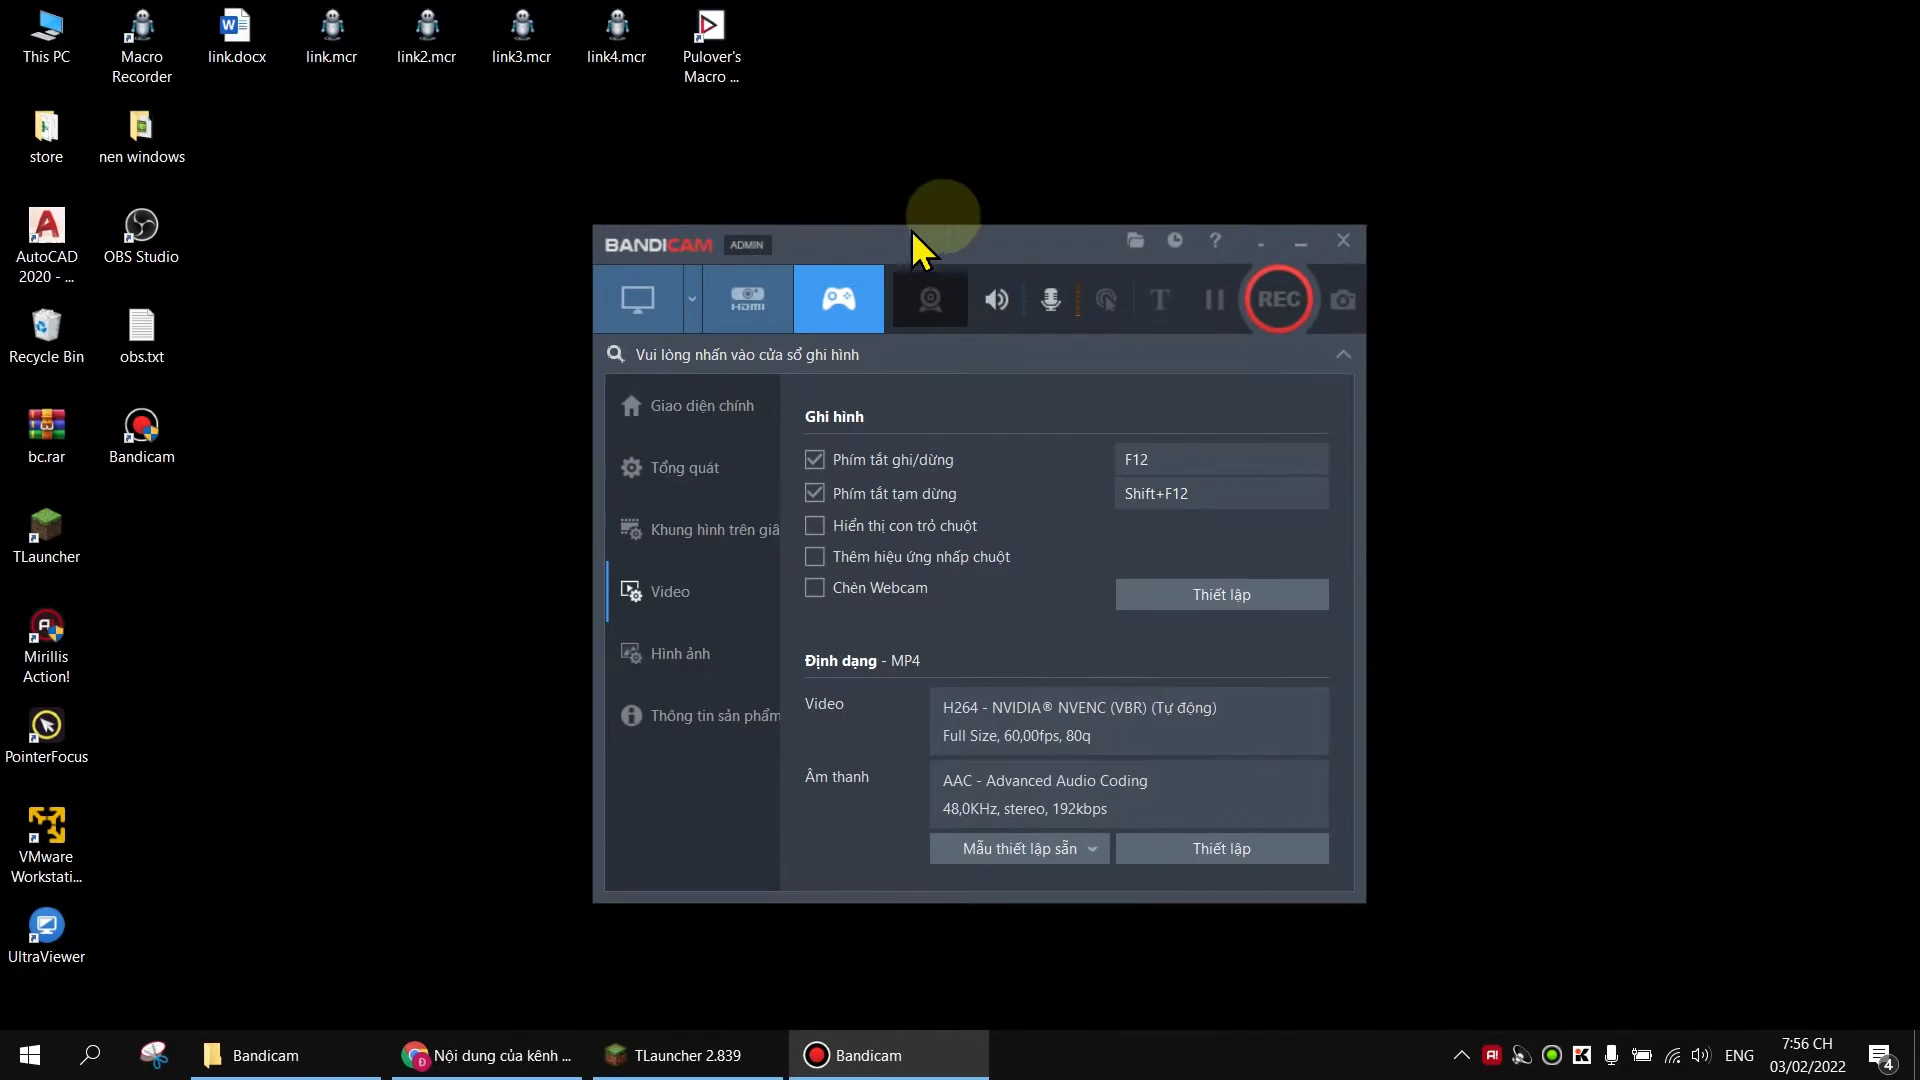 This PC
Macro
Recorder
link.docx
link.mcr
link2.mcr
link3.mcr
link4.mcr
Pulover's
Macro ...
store
nen windows
AutoCAD
2020 - ...
OBS Studio
Recycle Bin
obs.txt
bc.rar
Bandicam
TLauncher
Mirillis
Action!
PointerFocus
VMware
Workstati...
UltraViewer
BANDICAM ADMIN
HDMI
REC
Vui lòng nhấn vào cửa sổ ghi hình
Giao diện chính
Tổng quát
Khung hình trên giâ
Video
Hình ảnh
Thông tin sản phẩm
Ghi hình
Phím tắt ghi/dừng F12
Phím tắt tạm dừng Shift+F12
Hiển thị con trỏ chuột
Thêm hiệu ứng nhấp chuột
Chèn Webcam
Thiết lập
Định dạng - MP4
Video
H264 - NVIDIA® NVENC (VBR) (Tự động)
Full Size, 60,00fps, 80q
Âm thanh
AAC - Advanced Audio Coding
48,0KHz, stereo, 192kbps
Mẫu thiết lập sẵn
Thiết lập
Bandicam
Nội dung của kênh ...
TLauncher 2.839
Bandicam
ENG
7:56 CH
03/02/2022
4